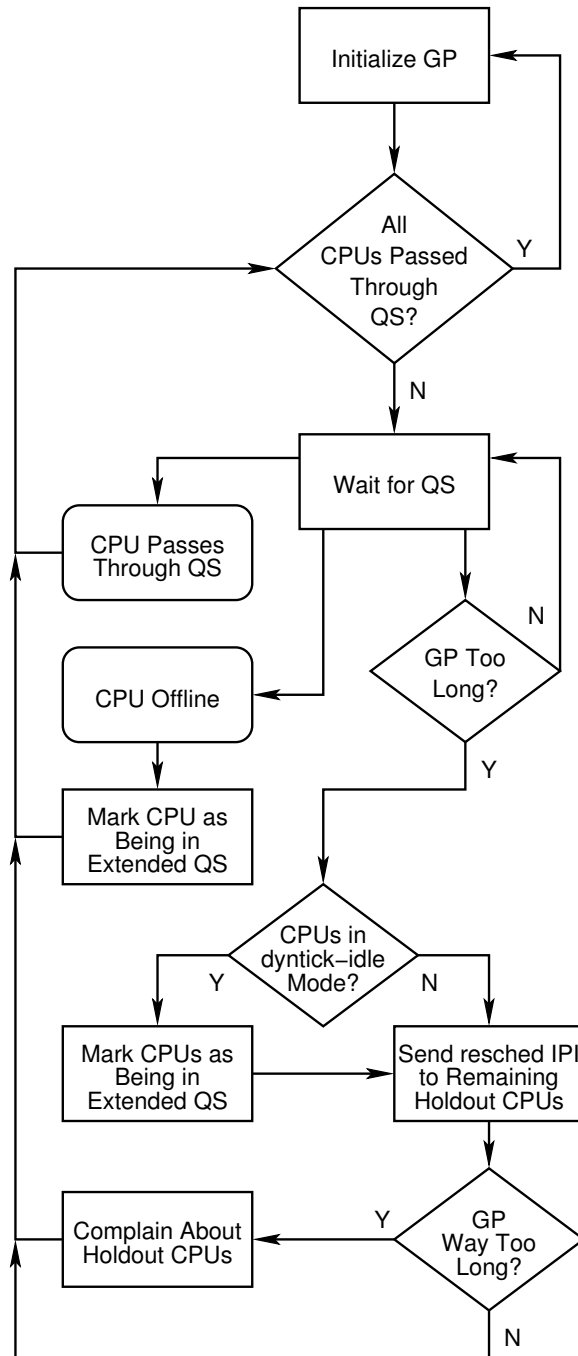 Initialize GP
All
CPUs Passed
Through
QS?
Y
N
Wait for QS
CPU Passes
Through QS
N
GP Too
Long?
CPU Offline
Y
Mark CPU as
Being in
Extended QS
CPUs in
dyntick−idle
Mode?
Y
N
Mark CPUs as
Being in
Extended QS
Send resched IPI
to Remaining
Holdout CPUs
GP
Way Too
Long?
Y
Complain About
Holdout CPUs
N